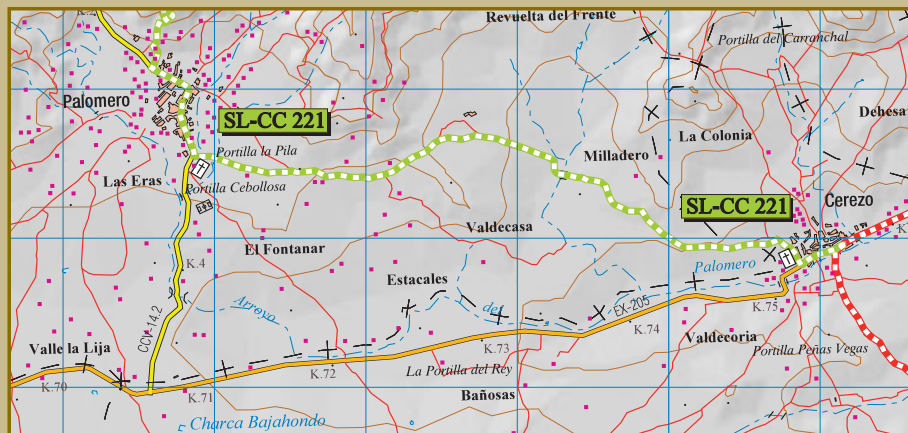 Revuelta del Frente
Portilla del Carranchal
Palomero
SL-CC 221
Dehesa
La Colonia
Portilla la Pila
Milladero
Las Eras
Portilla Cebollosa
SL-CC 221
Cerezo
Valdecasa
El Fontanar
K.4
Palomero
Estacales
Arroyo
del
EX-205
K.75
CCV-14.2
K.74
Valdecoria
Valle la Lija
K.73
Portilla Peñas Vegas
K.72
La Portilla del Rey
K.70
K.71
Bañosas
Charca Bajahondo